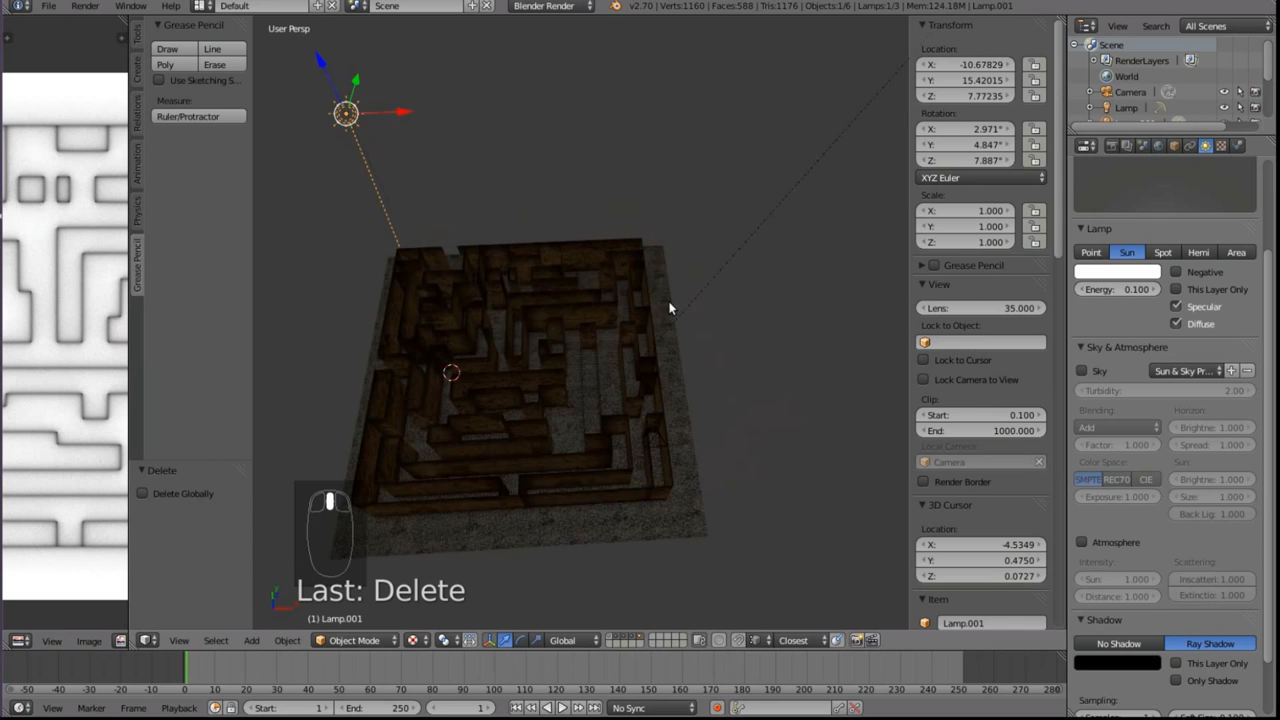 File Render Window Help Default Scene Blender Render v2.70 | Verts:1160 | Faces:508 | Tris:1176 | Objects:1/6 | Lamps:1/3 | Mem:124.18M | Lamp.001
Grease Pencil
Draw Line
Poly Erase
Use Sketching S...
Measure:
Ruler/Protractor
Tools
Create
Relations
Animation
Physics
Grease Pencil
Delete
Delete Globally
User Persp
Last: Delete
(1) Lamp.001
Transform
Location:
X: -10.67829
Y: 15.42015
Z: 7.77235
Rotation:
X: 2.971°
Y: 4.847°
Z: 7.887°
XYZ Euler
Scale:
X: 1.000
Y: 1.000
Z: 1.000
Grease Pencil
View
Lens: 35.000
Lock to Object:
Lock to Cursor
Lock Camera to View
Clip:
Start: 0.100
End: 1000.000
Local Camera:
Camera
Render Border
3D Cursor
Location:
X: -4.5349
Y: 0.4750
Z: 0.0727
Item
Lamp.001
View Search All Scenes
Scene
RenderLayers
World
Camera
Lamp
Lamp
Point Sun Spot Hemi Area
Negative
Energy: 0.100 This Layer Only
Specular
Diffuse
Sky & Atmosphere
Sky Sun & Sky Pr...
Turbidity: 2.00
Blending: Horizon:
Add Brightne: 1.000
Factor: 1.000 Spread: 1.000
Color Space: Sun:
SMPTE REC70 CIE Brightne: 1.000
Exposure: 1.000 Size: 1.000
Back Lig: 1.000
Atmosphere
Intensity: Scattering:
Sun: 1.000 Inscatteri: 1.000
Distance: 1.000 Extinctio: 1.000
Shadow
No Shadow Ray Shadow
This Layer Only
Only Shadow
Sampling:
View Image View Select Add Object Object Mode Global Closest
-50 -40 -30 -20 -10 0 10 20 30 40 50 60 70 80 90 100 110 120 130 140 150 160 170 180 190 200 210 220 230 240 250 260 270 280
View Marker Frame Playback Start: 1 End: 250 1 No Sync